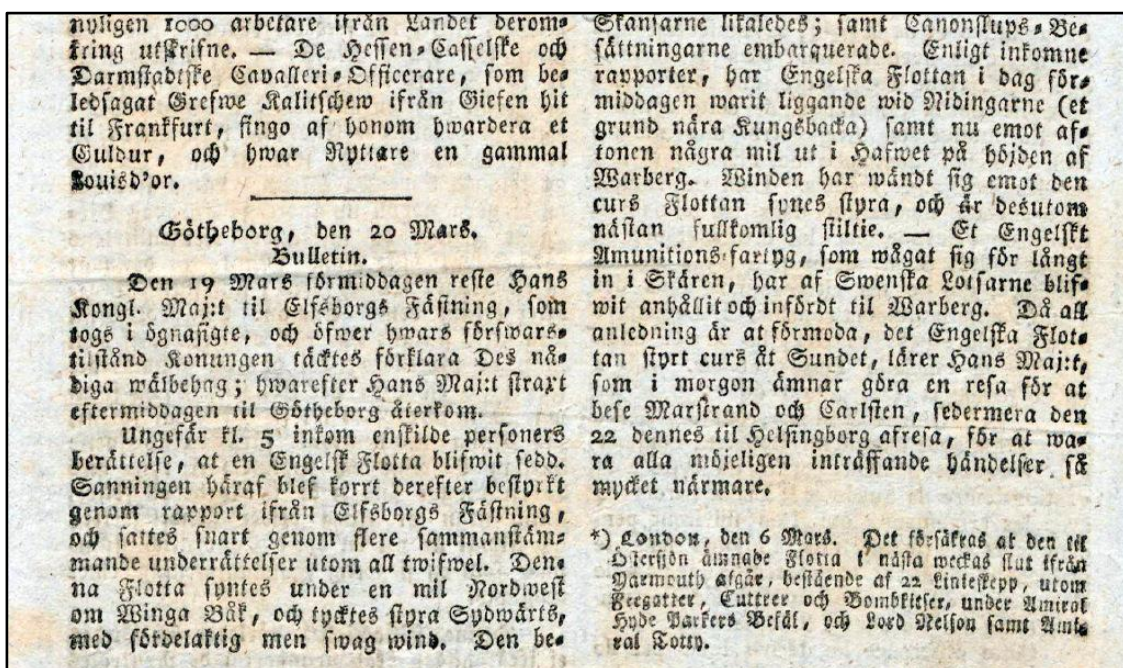 nyligen 1000 arbetare ifrån Landet derom-
kring utskrifne. — De Hessen-Casselske och
Darmstadtske Cavalleri-Officerare, som be-
ledsagat Grefwe Kalitschew ifrån Giesen hit
til Frankfurt, fingo af honom hwardera et
Guldur, och hwar Ryttare en gammal
Louisd'or.
Götheborg, den 20 Mars.
Bulletin.
Den 19 Mars förmiddagen reste Hans
Kongl. Maj:t til Elfsborgs Fästning, som
togs i ögnasigte, och öfwer hwars förswars-
tilstånd Konungen täcktes förklara Des nå-
diga wälbehag; hwarefter Hans Maj:t straxt
eftermiddagen til Götheborg återkom.
Ungefär kl. 5 inkom enskilde personers
berättelse, at en Engelsk Flotta blifwit sedd.
Sanningen häraf blef korrt derefter bestyrkt
genom rapport ifrån Elfsborgs Fästning,
och sattes snart genom flere sammanstäm-
mande underrättelser utom all twifwel. Den-
na Flotta syntes under en mil Nordwest
om Winga Båk, och tycktes styra Sydwärts,
med fördelaktig men swag wind. Den be-
Skansarne likaledes; samt Canonslups-Be-
sättningarne embarquerade. Enligt inkomne
rapporter, har Engelska Flottan i dag för-
middagen warit liggande wid Nidingarne (et
grund nära Kungsbacka) samt nu emot af-
tonen några mil ut i Hafwet på höjden af
Warberg. Winden har wändt sig emot den
curs Flottan synes styra, och är desutom
nästan fullkomlig stiltie. — Et Engelskt
Amunitions-fartyg, som wågat sig för långt
in i Skären, har af Swenska Lotsarne blif-
wit anhållit och infördt til Warberg. Då all
anledning är at förmoda, det Engelska Flot-
tan styrt curs åt Sundet, lärer Hans Maj:t,
som i morgon ämnar göra en resa för at
bese Marstrand och Carlsten, sedermera den
22 dennes til Helsingborg afresa, för at wa-
ra alla möjeligen inträffande händelser så
mycket närmare.
*) London, den 6 Mars. Det försäkras at den til
Östersjön ämnade Flotta i nästa weckas slut ifrån
Yarmouth afgår, bestående af 22 Linieskepp, utom
Fregatter, Cuttrer och Bombkitser, under Amiral
Hyde Parkers Befäl, och Lord Nelson samt Ami-
ral Totty.